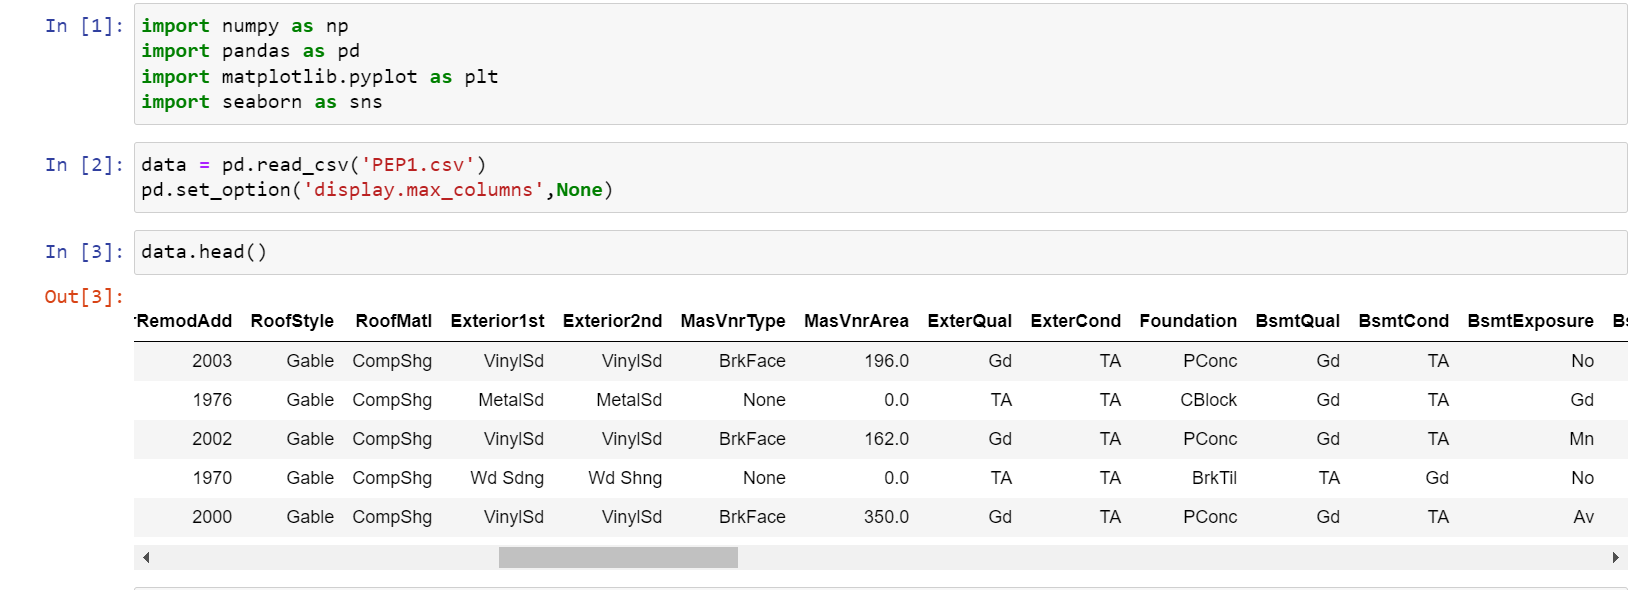 In [1]: import numpy as np
import pandas as pd
import matplotlib.pyplot as plt
import seaborn as sns
In [2]: data = pd.read_csv('PEP1.csv')
pd.set_option('display.max_columns',None)
In [3]: data.head()
Out[3]:
rRemodAdd RoofStyle RoofMatl Exterior1st Exterior2nd MasVnrType MasVnrArea ExterQual ExterCond Foundation BsmtQual BsmtCond BsmtExposure Bs
2003 Gable CompShg VinylSd VinylSd BrkFace 196.0 Gd TA PConc Gd TA No
1976 Gable CompShg MetalSd MetalSd None 0.0 TA TA CBlock Gd TA Gd
2002 Gable CompShg VinylSd VinylSd BrkFace 162.0 Gd TA PConc Gd TA Mn
1970 Gable CompShg Wd Sdng Wd Shng None 0.0 TA TA BrkTil TA Gd No
2000 Gable CompShg VinylSd VinylSd BrkFace 350.0 Gd TA PConc Gd TA Av